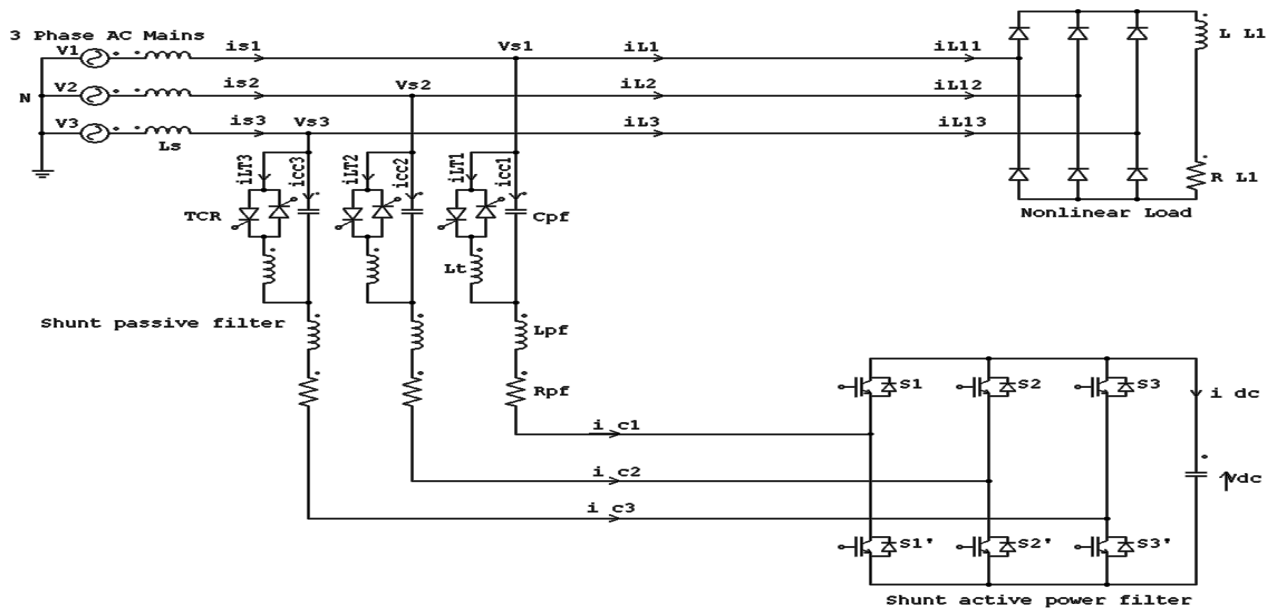 3 Phase AC Mains
V1
is1
Vs1
iL1
iL11
L L1
N
V2
is2
Vs2
iL2
iL12
V3
is3
Vs3
iL3
iL13
Ls
iLT3
icc3
iLT2
icc2
iLT1
icc1
R L1
TCR
Cpf
Nonlinear Load
Lt
Shunt passive filter
Lpf
Rpf
S1
S2
S3
i dc
i c1
i c2
Vdc
i c3
S1'
S2'
S3'
Shunt active power filter